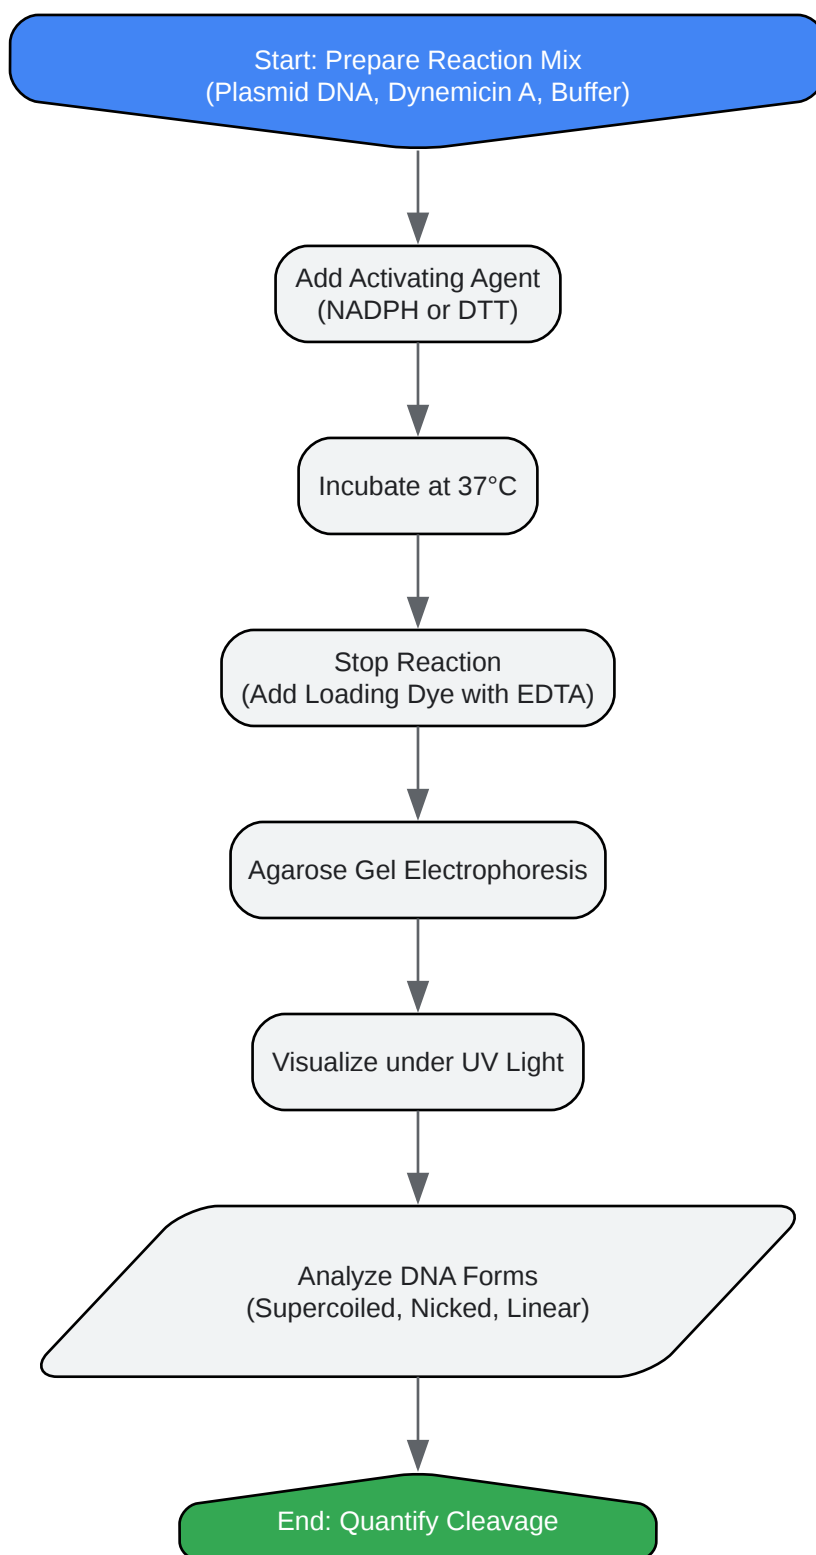 Start: Prepare Reaction Mix
(Plasmid DNA, Dynemicin A, Buffer)
Add Activating Agent
(NADPH or DTT)
Incubate at 37°C
Stop Reaction
(Add Loading Dye with EDTA)
Agarose Gel Electrophoresis
Visualize under UV Light
Analyze DNA Forms
(Supercoiled, Nicked, Linear)
End: Quantify Cleavage